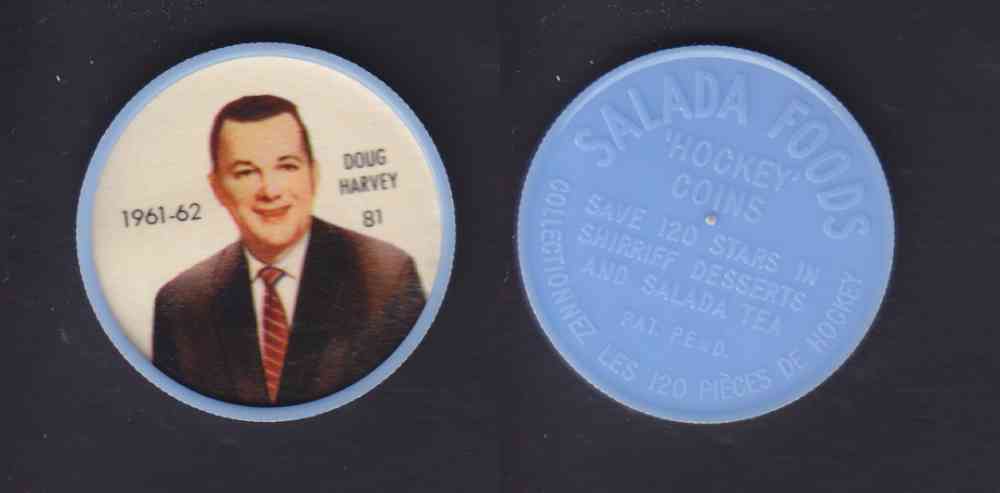 1961-62
DOUG
HARVEY
81
SALADA FOODS
'HOCKEY'
COINS
SAVE 120 STARS IN
SHIRRIFF DESSERTS
AND SALADA TEA
PAT. PEND.
COLLECTIONNEZ LES 120 PIÈCES DE HOCKEY